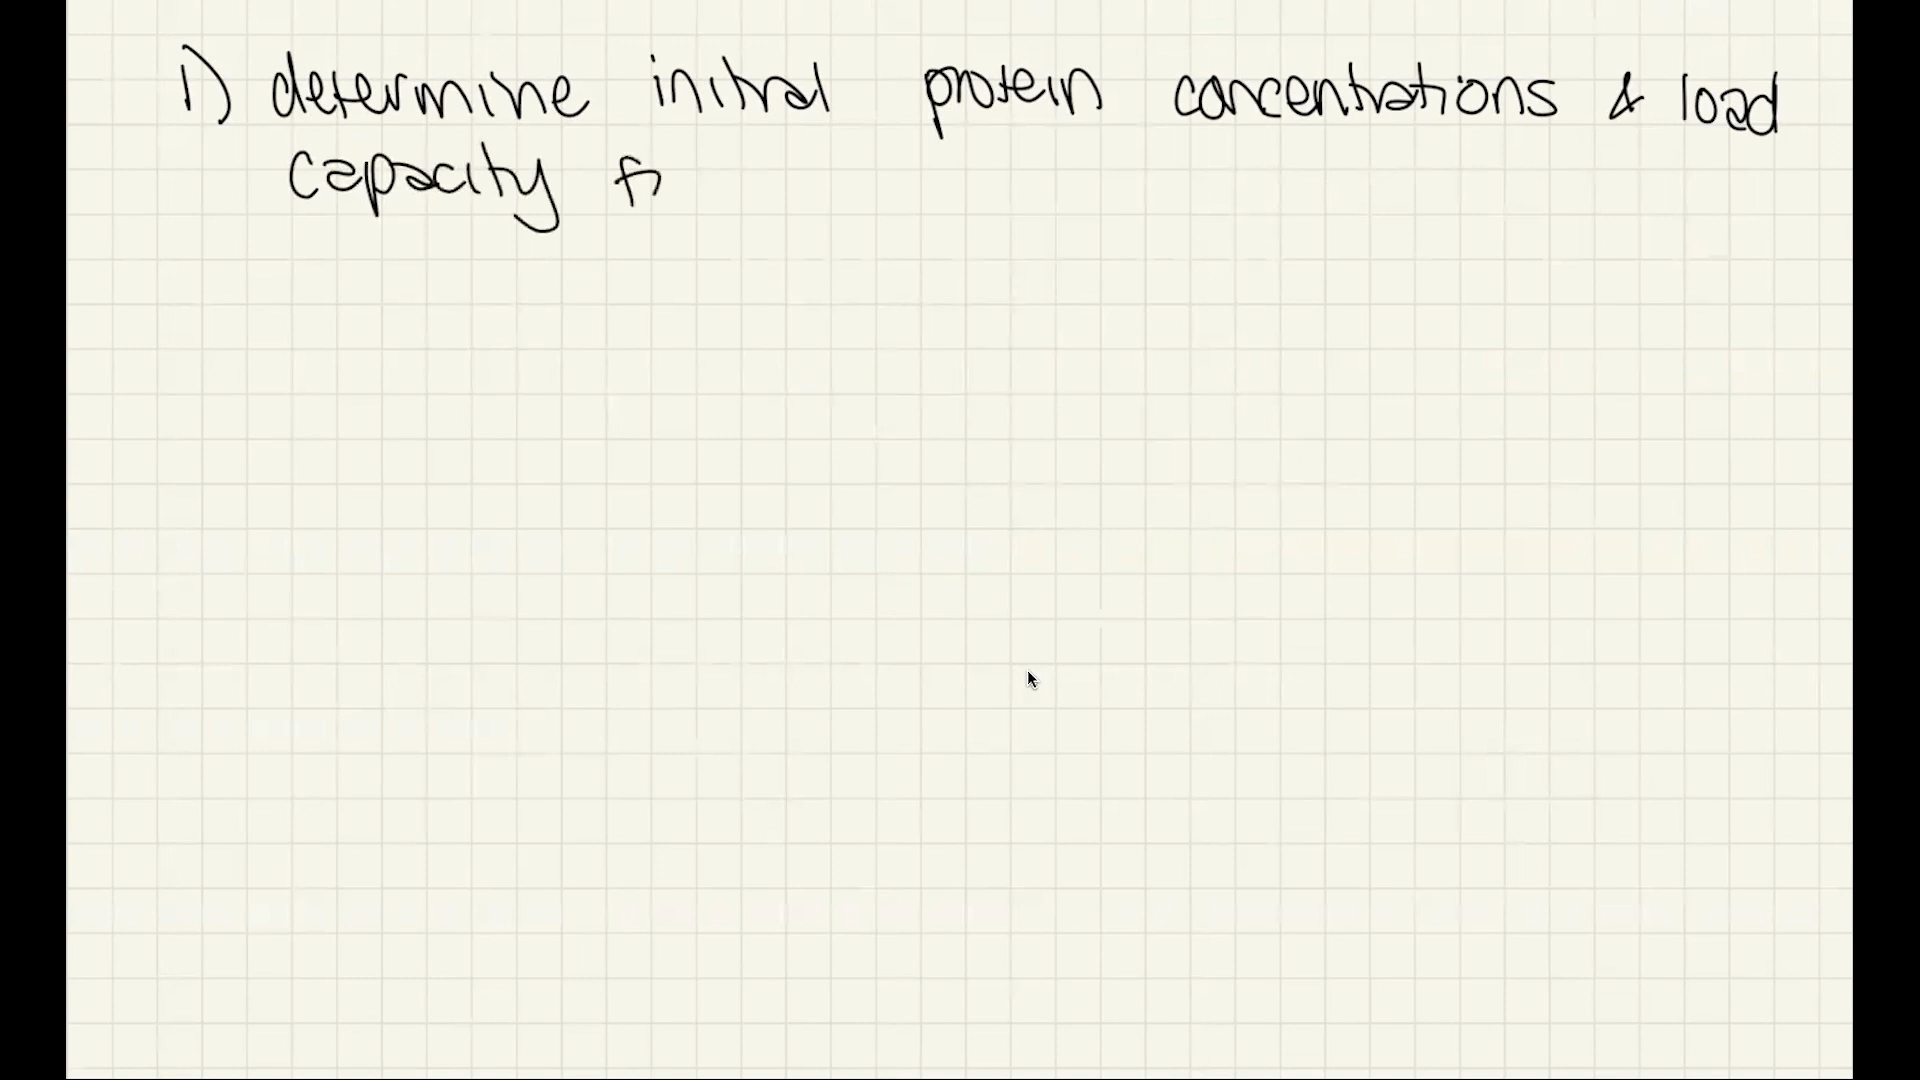 1) determine initial protein concentrations & load
capacity